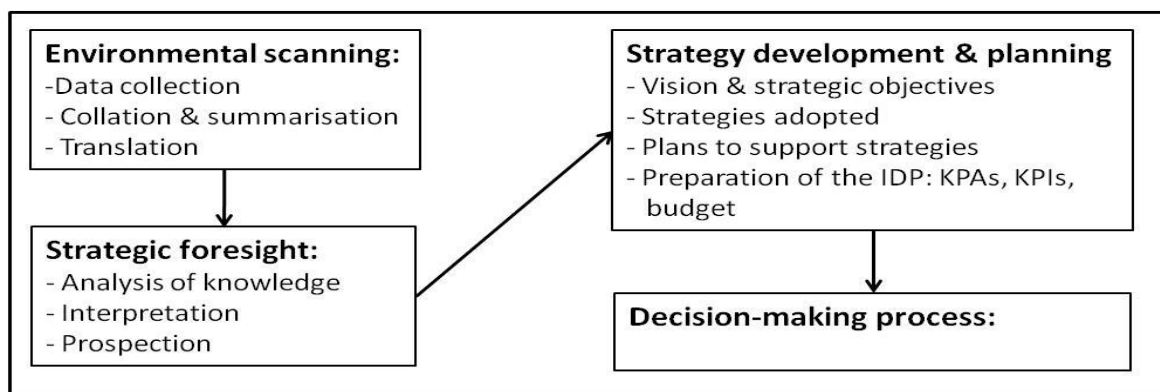 Environmental scanning:
-Data collection
- Collation & summarisation
- Translation
Strategic foresight:
- Analysis of knowledge
- Interpretation
- Prospection
Strategy development & planning
- Vision & strategic objectives
- Strategies adopted
- Plans to support strategies
- Preparation of the IDP: KPAs, KPIs,
budget
Decision-making process: